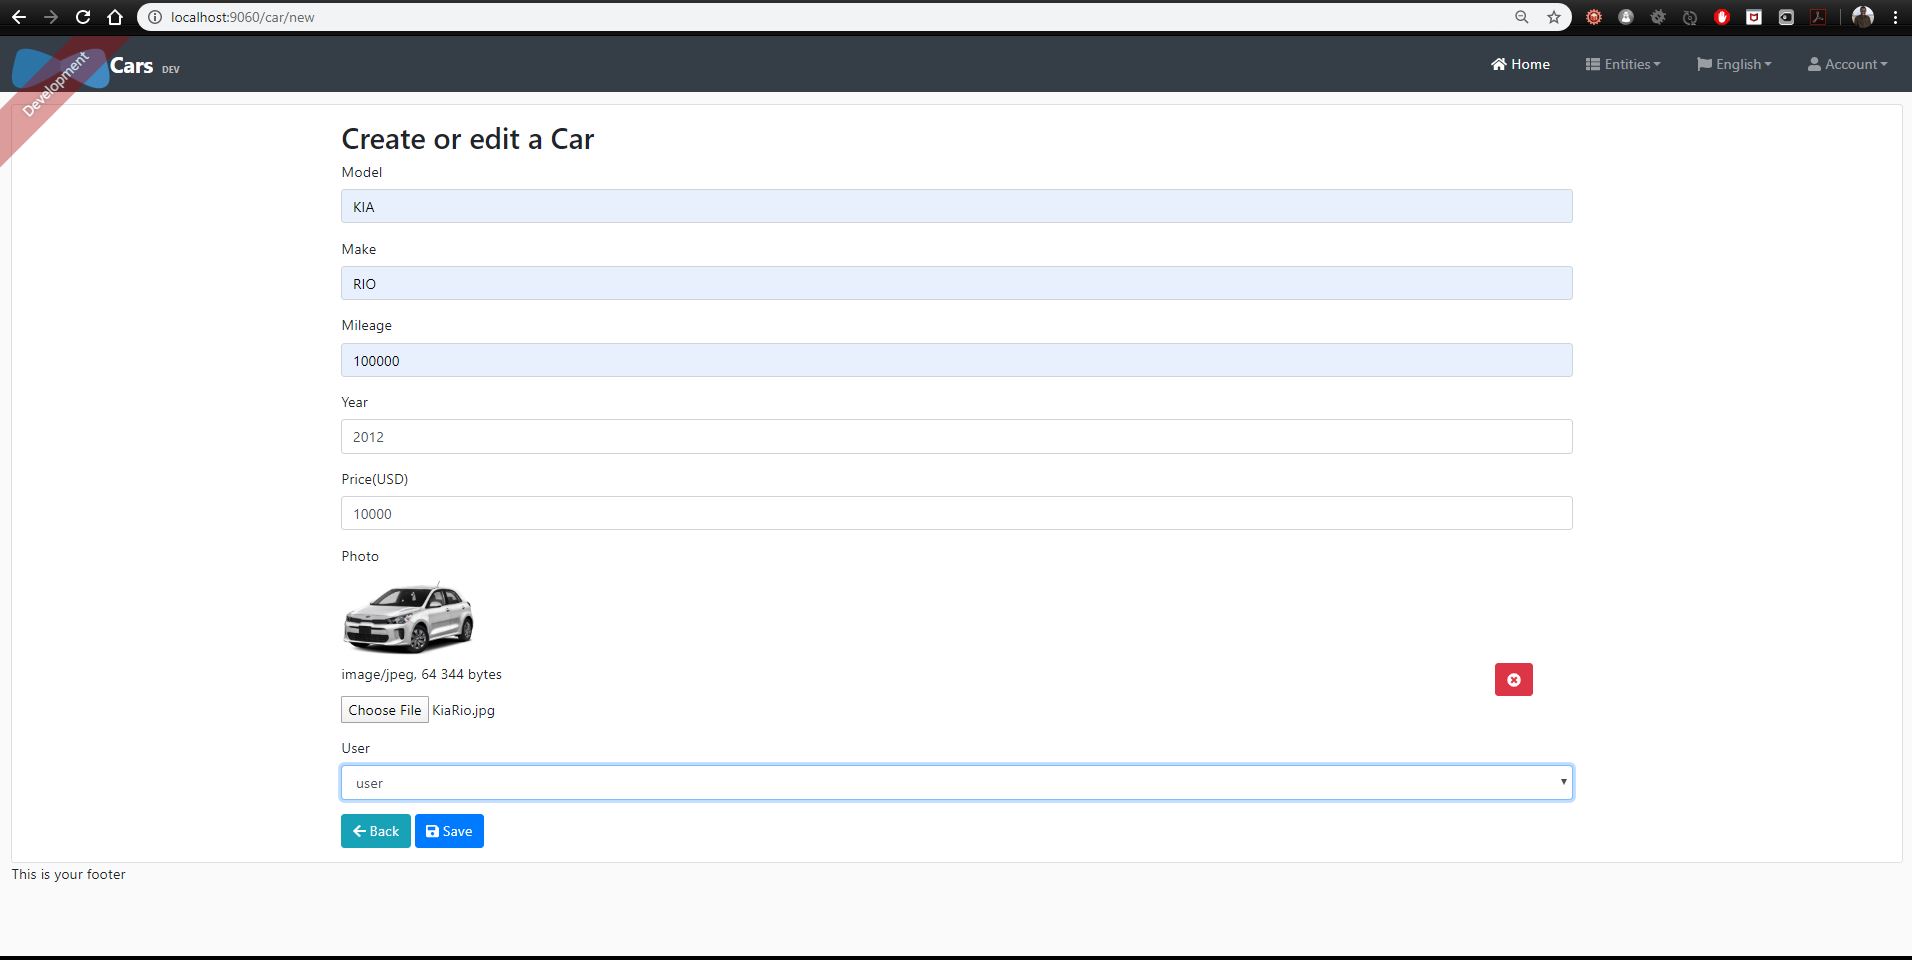 localhost:9060/car/new
Development
Cars DEV
Home Entities English Account
Create or edit a Car
Model
KIA
Make
RIO
Mileage
100000
Year
2012
Price(USD)
10000
Photo
image/jpeg, 64 344 bytes
Choose File KiaRio.jpg
User
user
Back Save
This is your footer